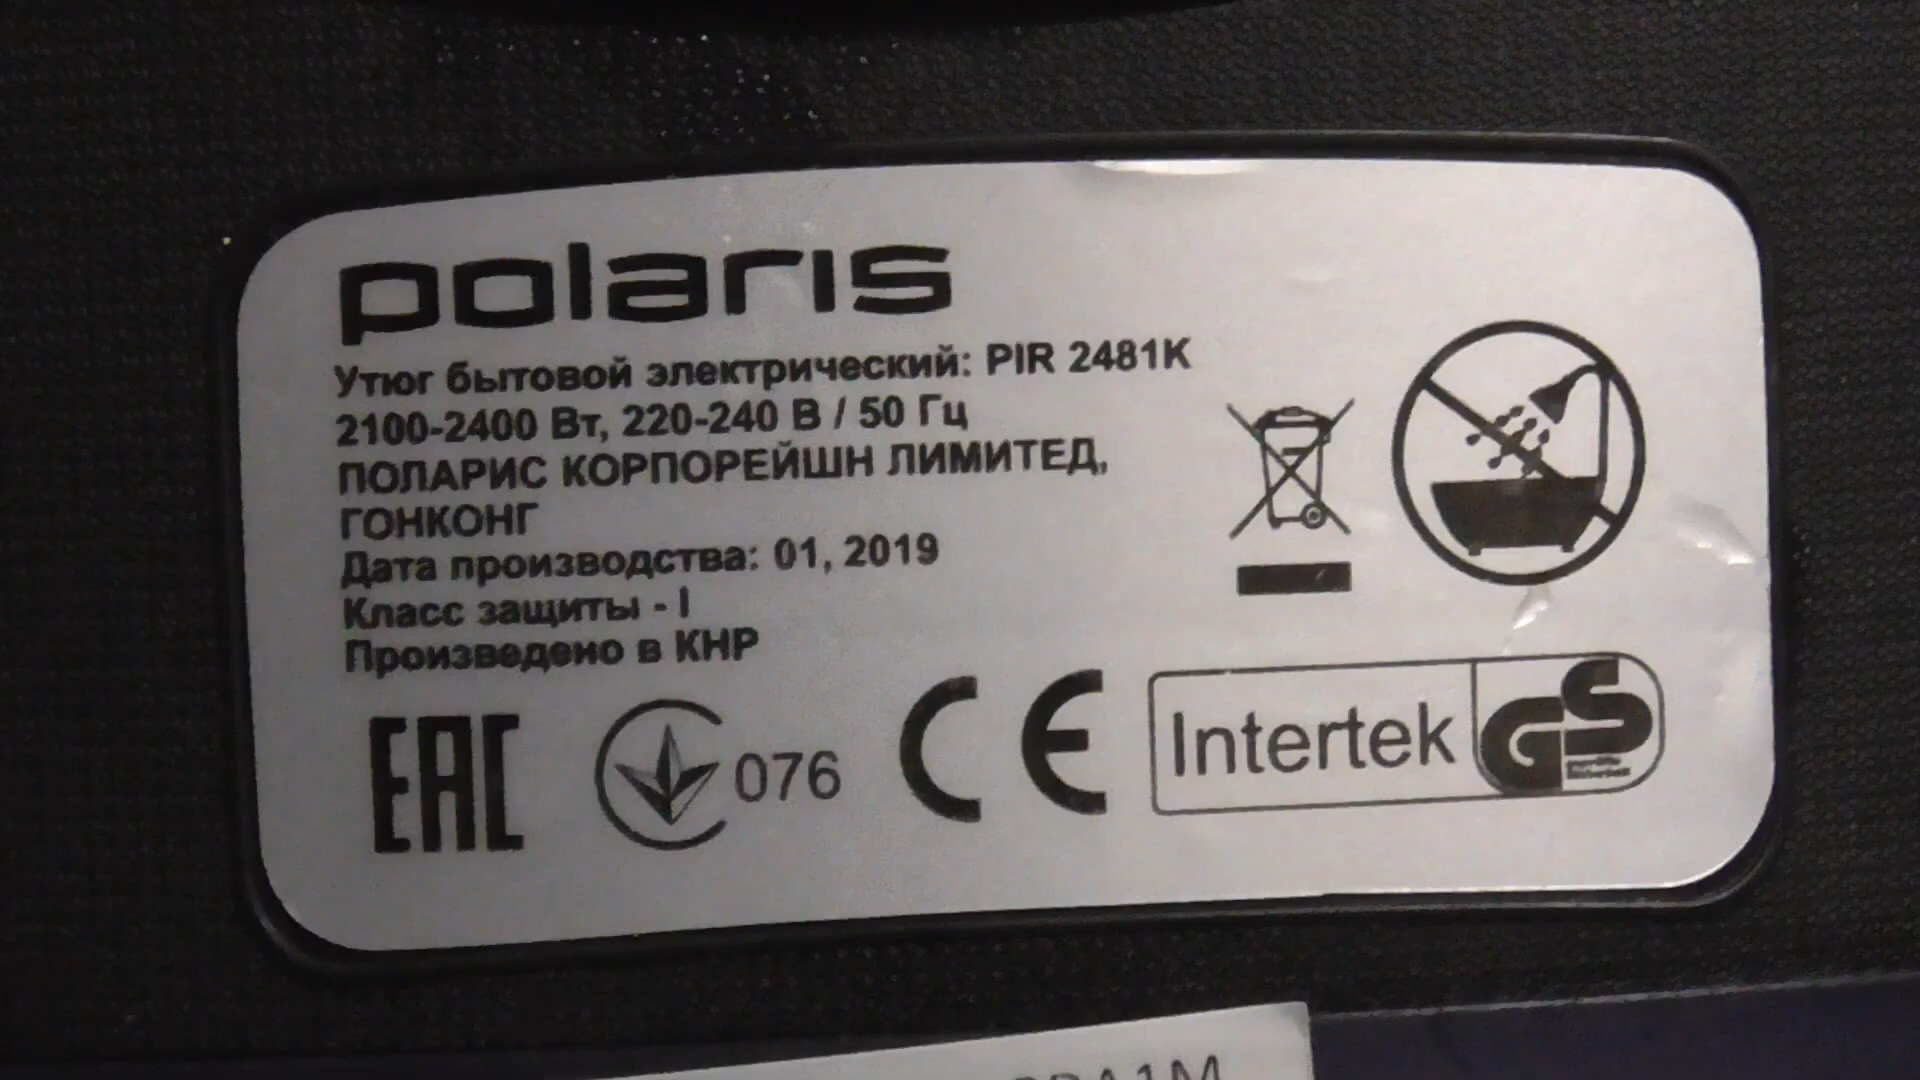 polaris
Утюг бытовой электрический: PIR 2481K
2100-2400 Вт, 220-240 В / 50 Гц
ПОЛАРИС КОРПОРЕЙШН ЛИМИТЕД,
ГОНКОНГ
Дата производства: 01, 2019
Класс защиты - I
Произведено в КНР
EAC 076 CE Intertek GS